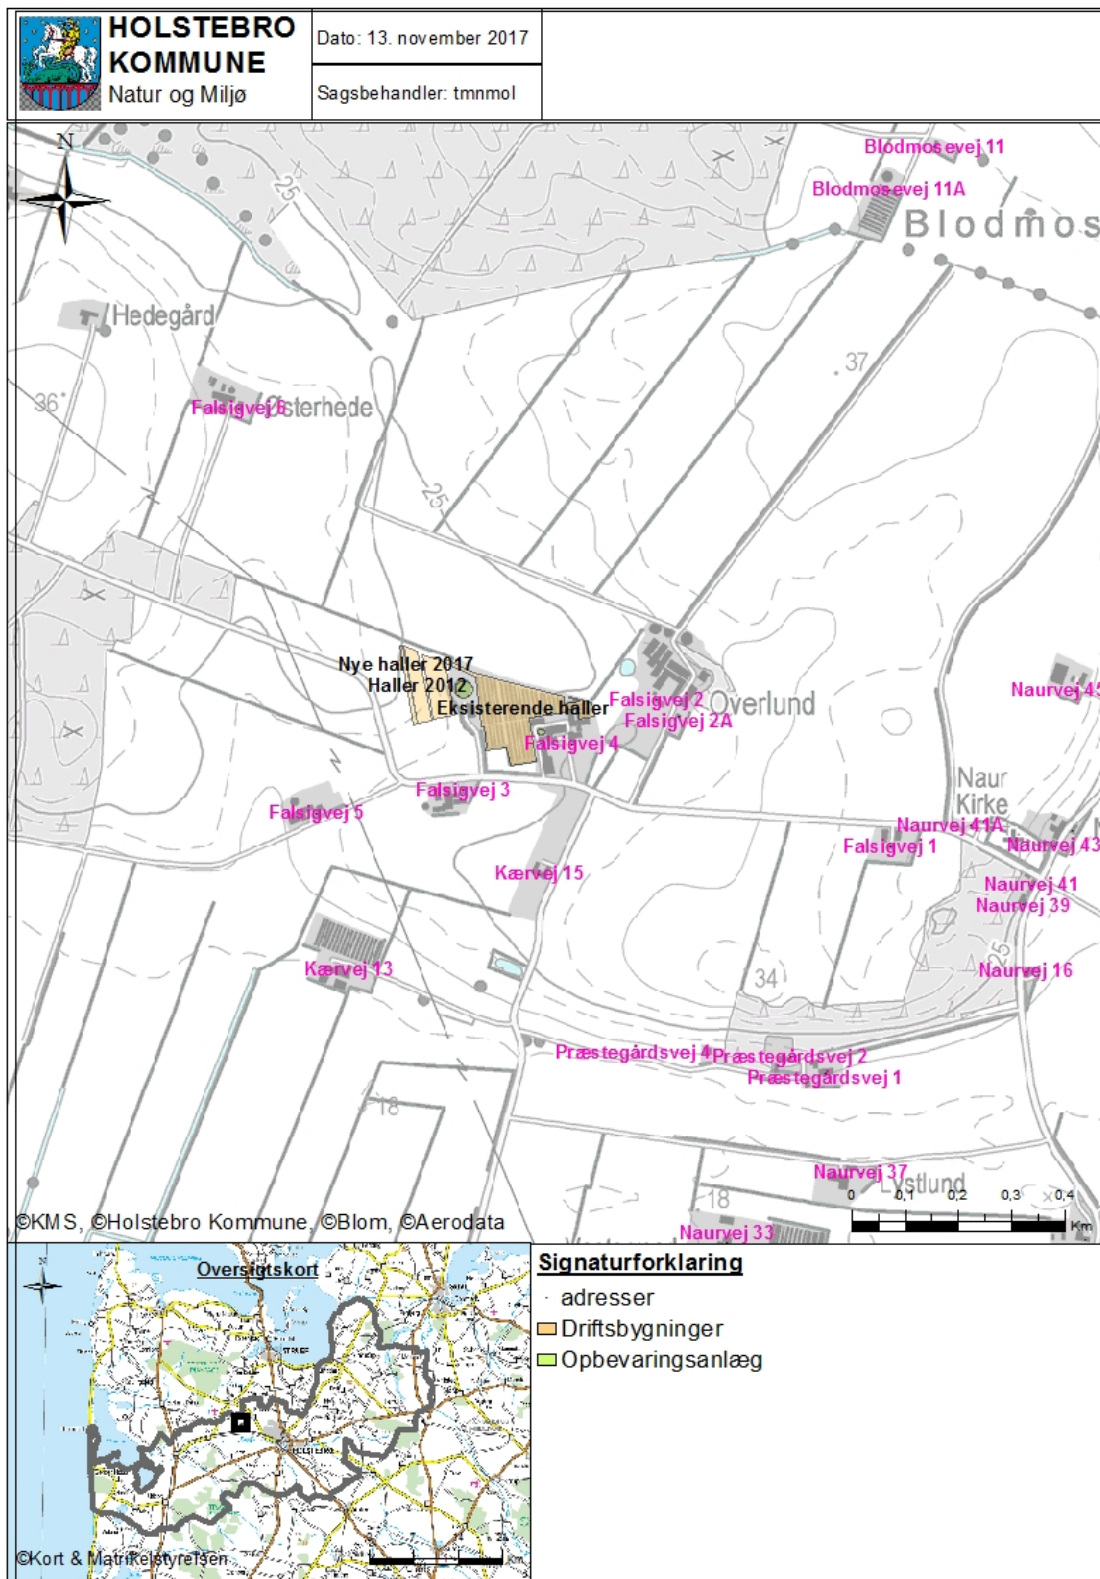 HOLSTEBRO
KOMMUNE
Natur og Miljø
Dato: 13. november 2017
Sagsbehandler: tmnmol
N
Blodmosevej 11
Blodmosevej 11A
Blodmos
25
Hedegård
37
36
Falsigvej 6
Østerhede
25
Nye haller 2017
Haller 2012
Eksisterende haller
Falsigvej 2
Falsigvej 2A
Overlund
Falsigvej 4
Naurvej 45
Falsigvej 3
Falsigvej 5
Naur
Kirke
Naurvej 41A
Falsigvej 1
Naurvej 43
Kærvej 15
Naurvej 41
Naurvej 39
25
Kærvej 13
34
Naurvej 16
Præstegårdsvej 4
Præstegårdsvej 2
Præstegårdsvej 1
18
Naurvej 37
Lystlund
18
0 0,1 0,2 0,3 0,4
Km
Naurvej 33
©KMS, ©Holstebro Kommune, ©Blom, ©Aerodata
Oversigtskort
N
STRUER
HOLSTEBRO
Km
©Kort & Matrikelstyrelsen
Signaturforklaring
adresser
Driftsbygninger
Opbevaringsanlæg